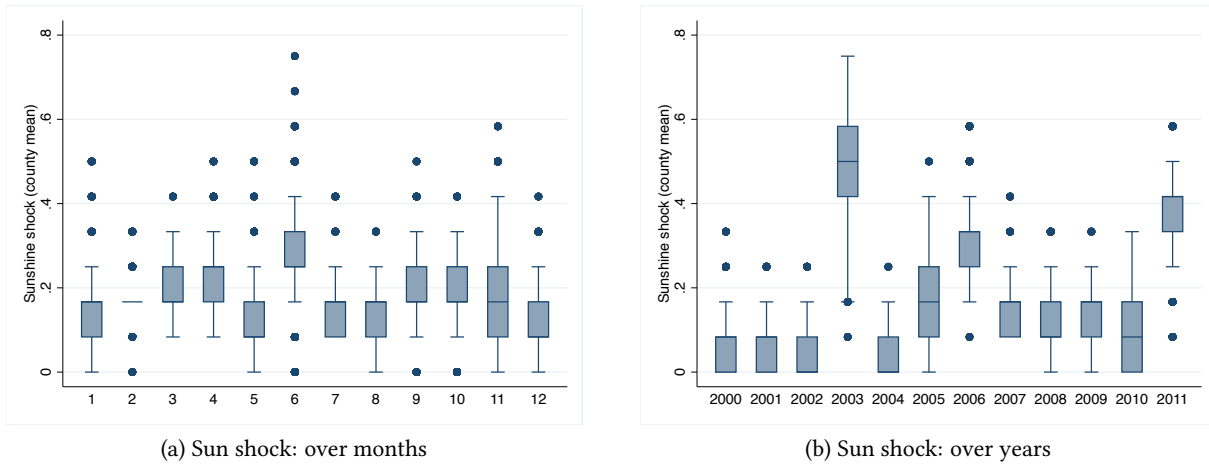 Sunshine shock (county mean)
.8
.6
.4
.2
0
1 2 3 4 5 6 7 8 9 10 11 12
(a) Sun shock: over months
Sunshine shock (county mean)
.8
.6
.4
.2
0
2000 2001 2002 2003 2004 2005 2006 2007 2008 2009 2010 2011
(b) Sun shock: over years